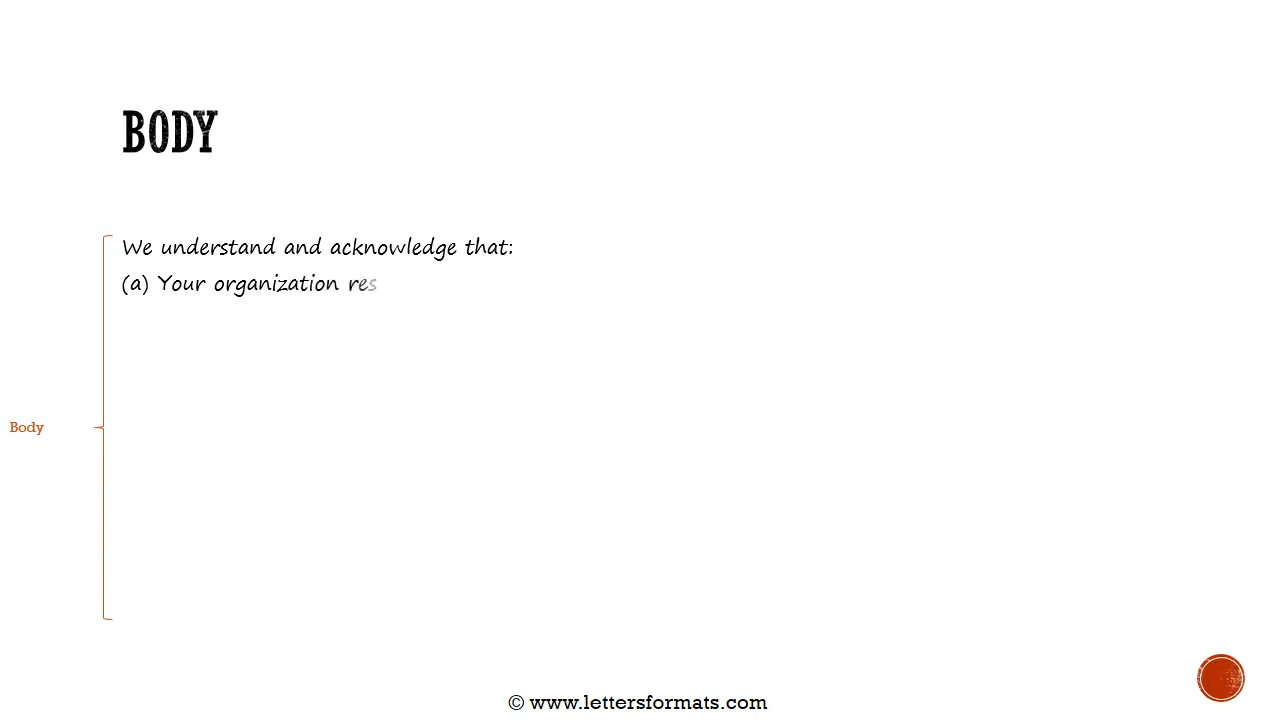 BODY
We understand and acknowledge that:
(a) Your organization res
Body
© www.lettersformats.com